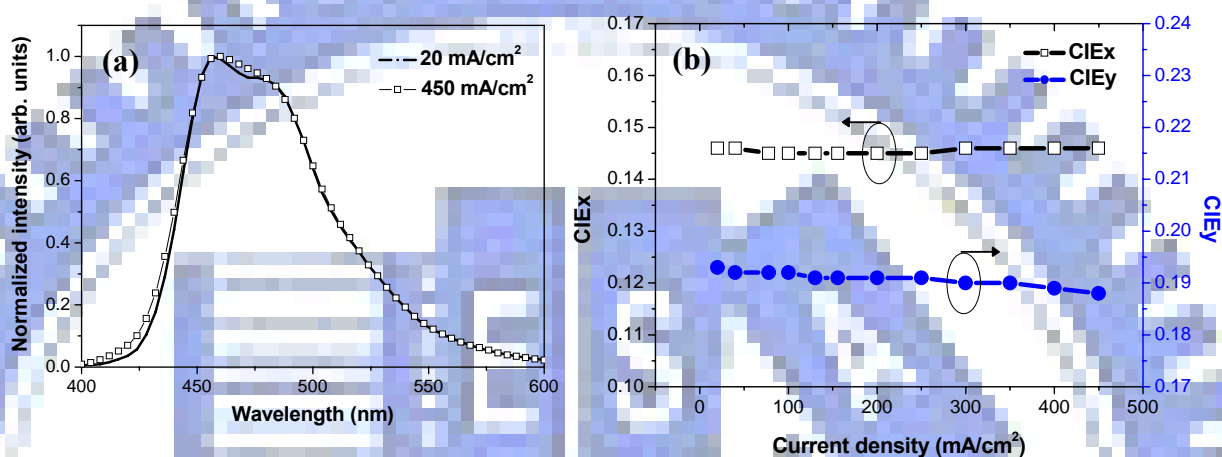 (a)
20 mA/cm²
450 mA/cm²
Normalized intensity (arb. units)
1.0
0.8
0.6
0.4
0.2
0.0
400 450 500 550 600
Wavelength (nm)
(b)
CIEx
CIEy
CIEx
0.17
0.16
0.15
0.14
0.13
0.12
0.11
0.10
0.24
0.23
0.22
0.21
0.20
0.19
0.18
0.17
CIEy
0 100 200 300 400 500
Current density (mA/cm²)